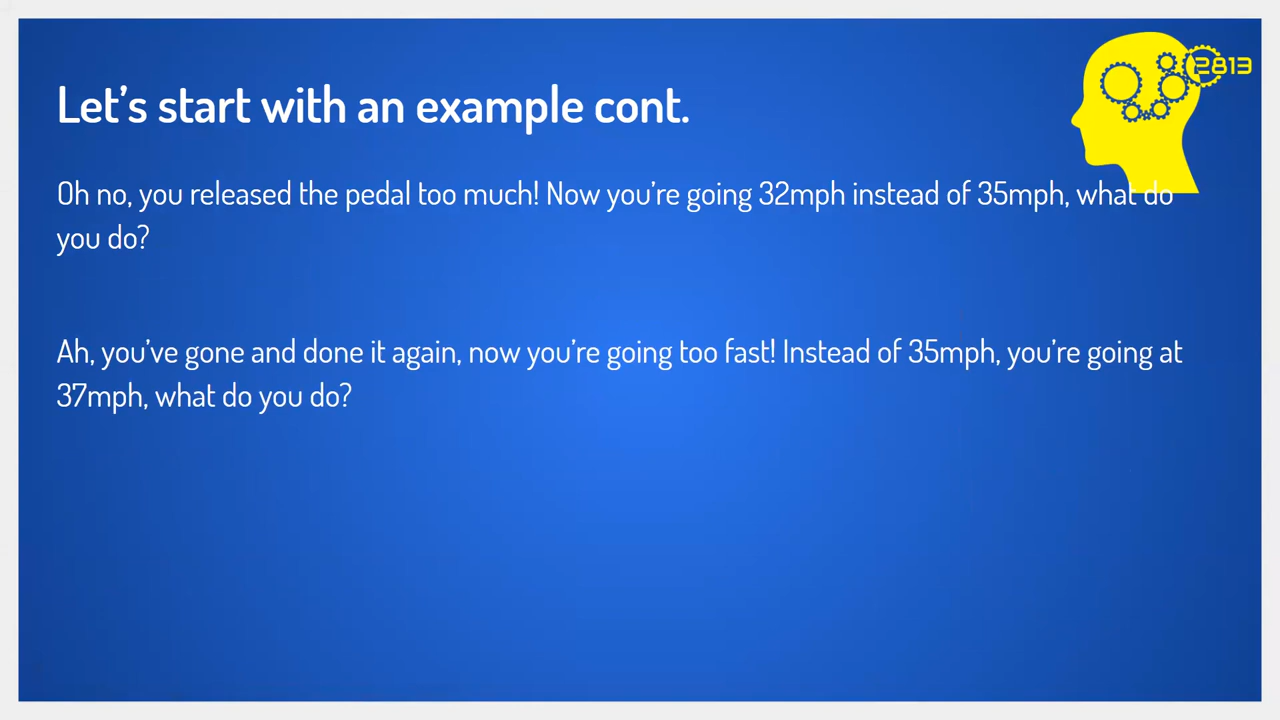 2813
Let's start with an example cont.
Oh no, you released the pedal too much! Now you're going 32mph instead of 35mph, what do
you do?
Ah, you've gone and done it again, now you're going too fast! Instead of 35mph, you're going at
37mph, what do you do?